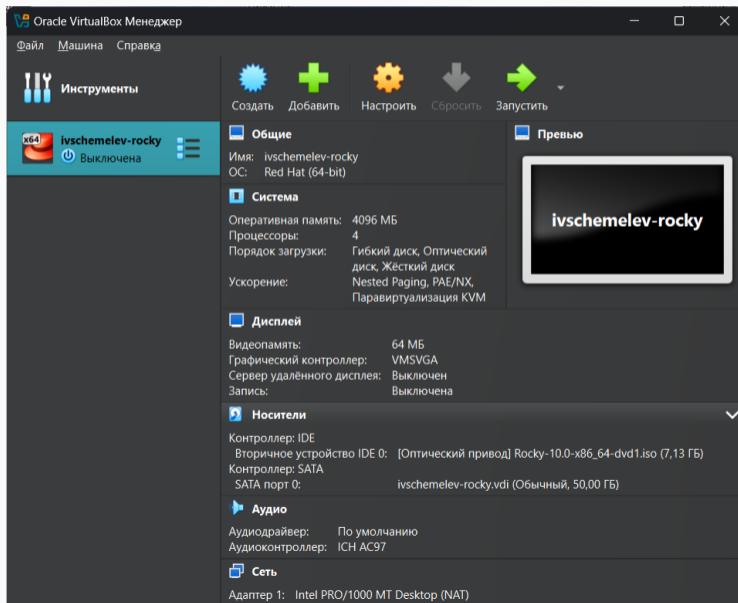 Oracle VirtualBox Менеджер
Файл Машина Справка
Инструменты
Создать Добавить Настроить Сбросить Запустить
x64
ivschemelev-rocky
Выключена
Общие
Имя: ivschemelev-rocky
ОС: Red Hat (64-bit)
Превью
ivschemelev-rocky
Система
Оперативная память: 4096 МБ
Процессоры: 4
Порядок загрузки: Гибкий диск, Оптический
диск, Жёсткий диск
Ускорение: Nested Paging, PAE/NX,
Паравиртуализация KVM
Дисплей
Видеопамять: 64 МБ
Графический контроллер: VMSVGA
Сервер удалённого дисплея: Выключен
Запись: Выключена
Носители
Контроллер: IDE
Вторичное устройство IDE 0: [Оптический привод] Rocky-10.0-x86_64-dvd1.iso (7,13 ГБ)
Контроллер: SATA
SATA порт 0: ivschemelev-rocky.vdi (Обычный, 50,00 ГБ)
Аудио
Аудиодрайвер: По умолчанию
Аудиоконтроллер: ICH AC97
Сеть
Адаптер 1: Intel PRO/1000 MT Desktop (NAT)